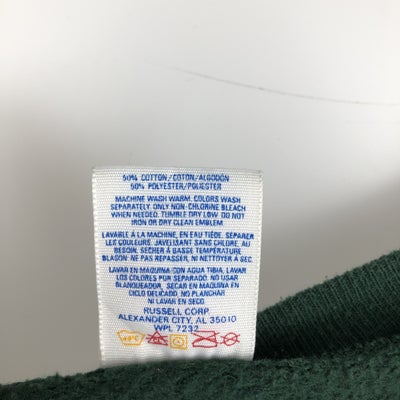 50% COTTON/COTON/ALGODÓN
50% POLYESTER/POLIESTER
MACHINE WASH WARM. COLORS WASH
SEPARATELY. ONLY NON-CHLORINE BLEACH
WHEN NEEDED. TUMBLE DRY LOW. DO NOT
IRON OR DRY CLEAN EMBLEM
LAVABLE À LA MACHINE, EN EAU TIÈDE. SÉPARER
LES COULEURS. JAVELISANT SANS CHLORE, AU
BESOIN. SÉCHER À BASSE TEMPÉRATURE
BLASON: NE PAS REPASSER, NI NETTOYER À SEC.
LAVAR EN MAQUINA CON AGUA TIBIA. LAVAR
LOS COLORES POR SEPARADO. NO USAR
BLANQUEADOR. SECAR EN MAQUINA EN
CICLO DELICADO. NO PLANCHAR
NI LAVAR EN SECO.
RUSSELL CORP.
ALEXANDER CITY, AL 35010
WPL 7232
40°C